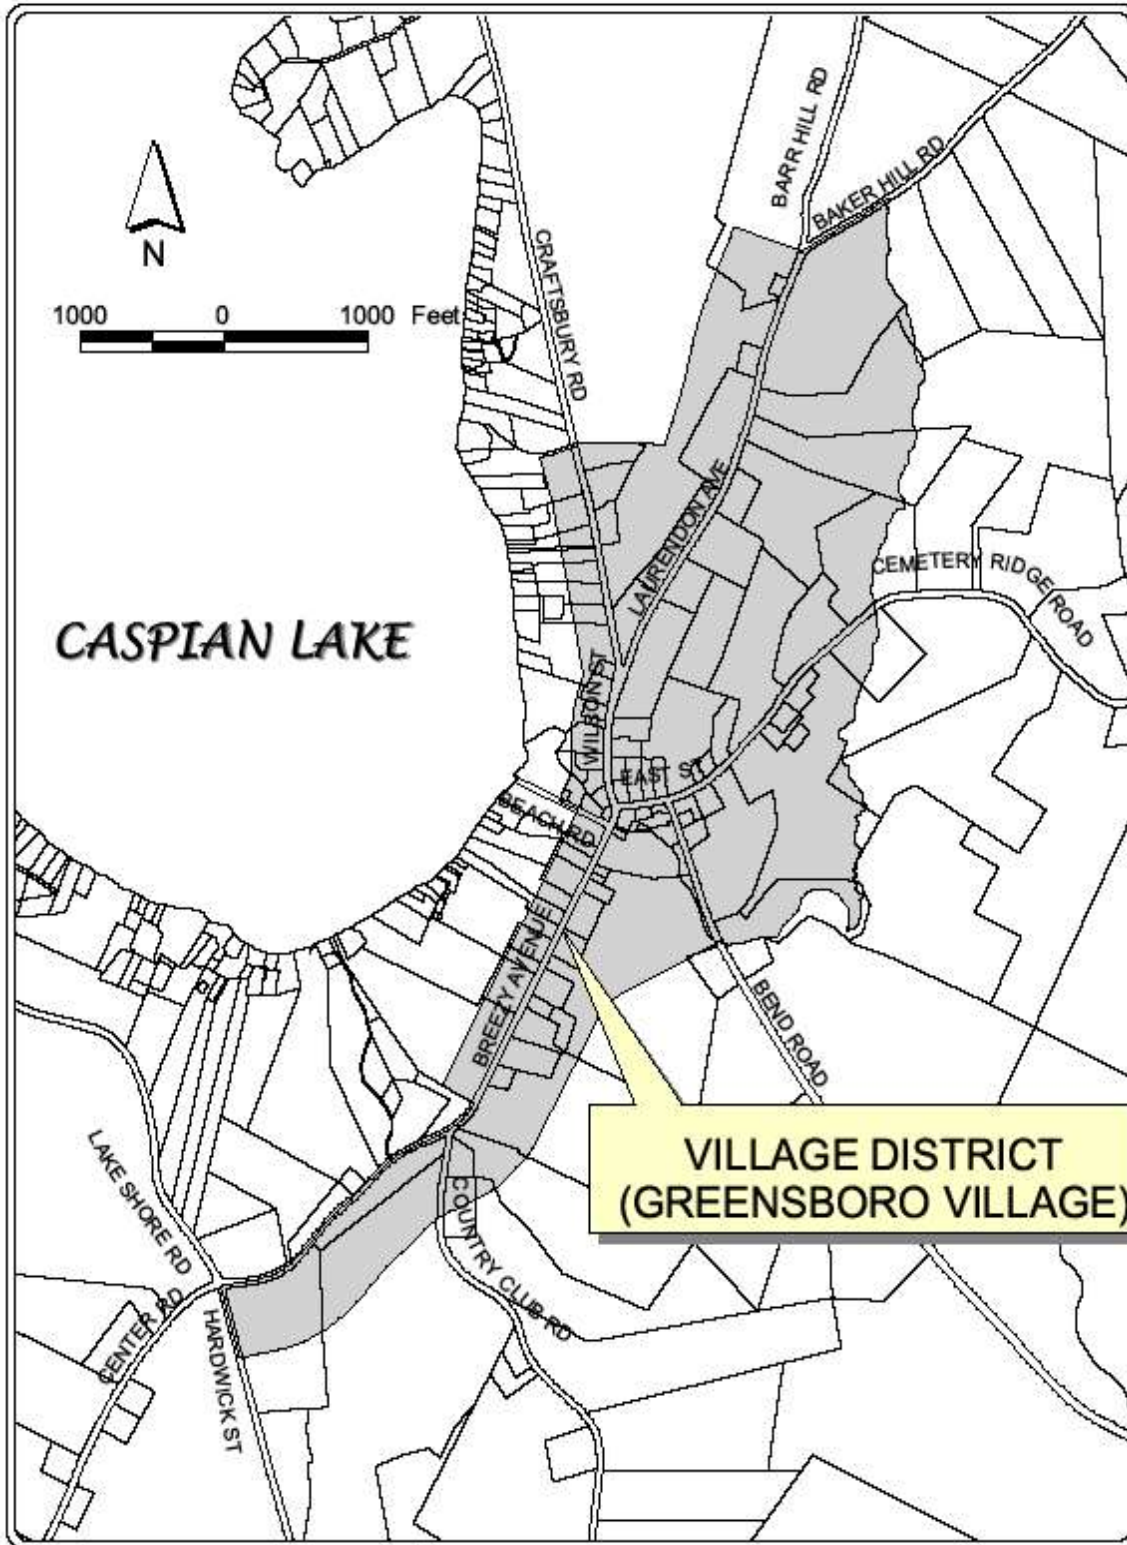 BARR HILL RD
BAKER HILL RD
N
CRAFTSBURY RD
1000 0 1000 Feet
LAURENDON AVE
CEMETERY RIDGE ROAD
CASPIAN LAKE
WILSON ST
EAST ST
BEACH RD
BREEZY AVENUE
BEND ROAD
VILLAGE DISTRICT
(GREENSBORO VILLAGE)
LAKE SHORE RD
COUNTRY CLUB RD
CENTER RD
HARDWICK ST